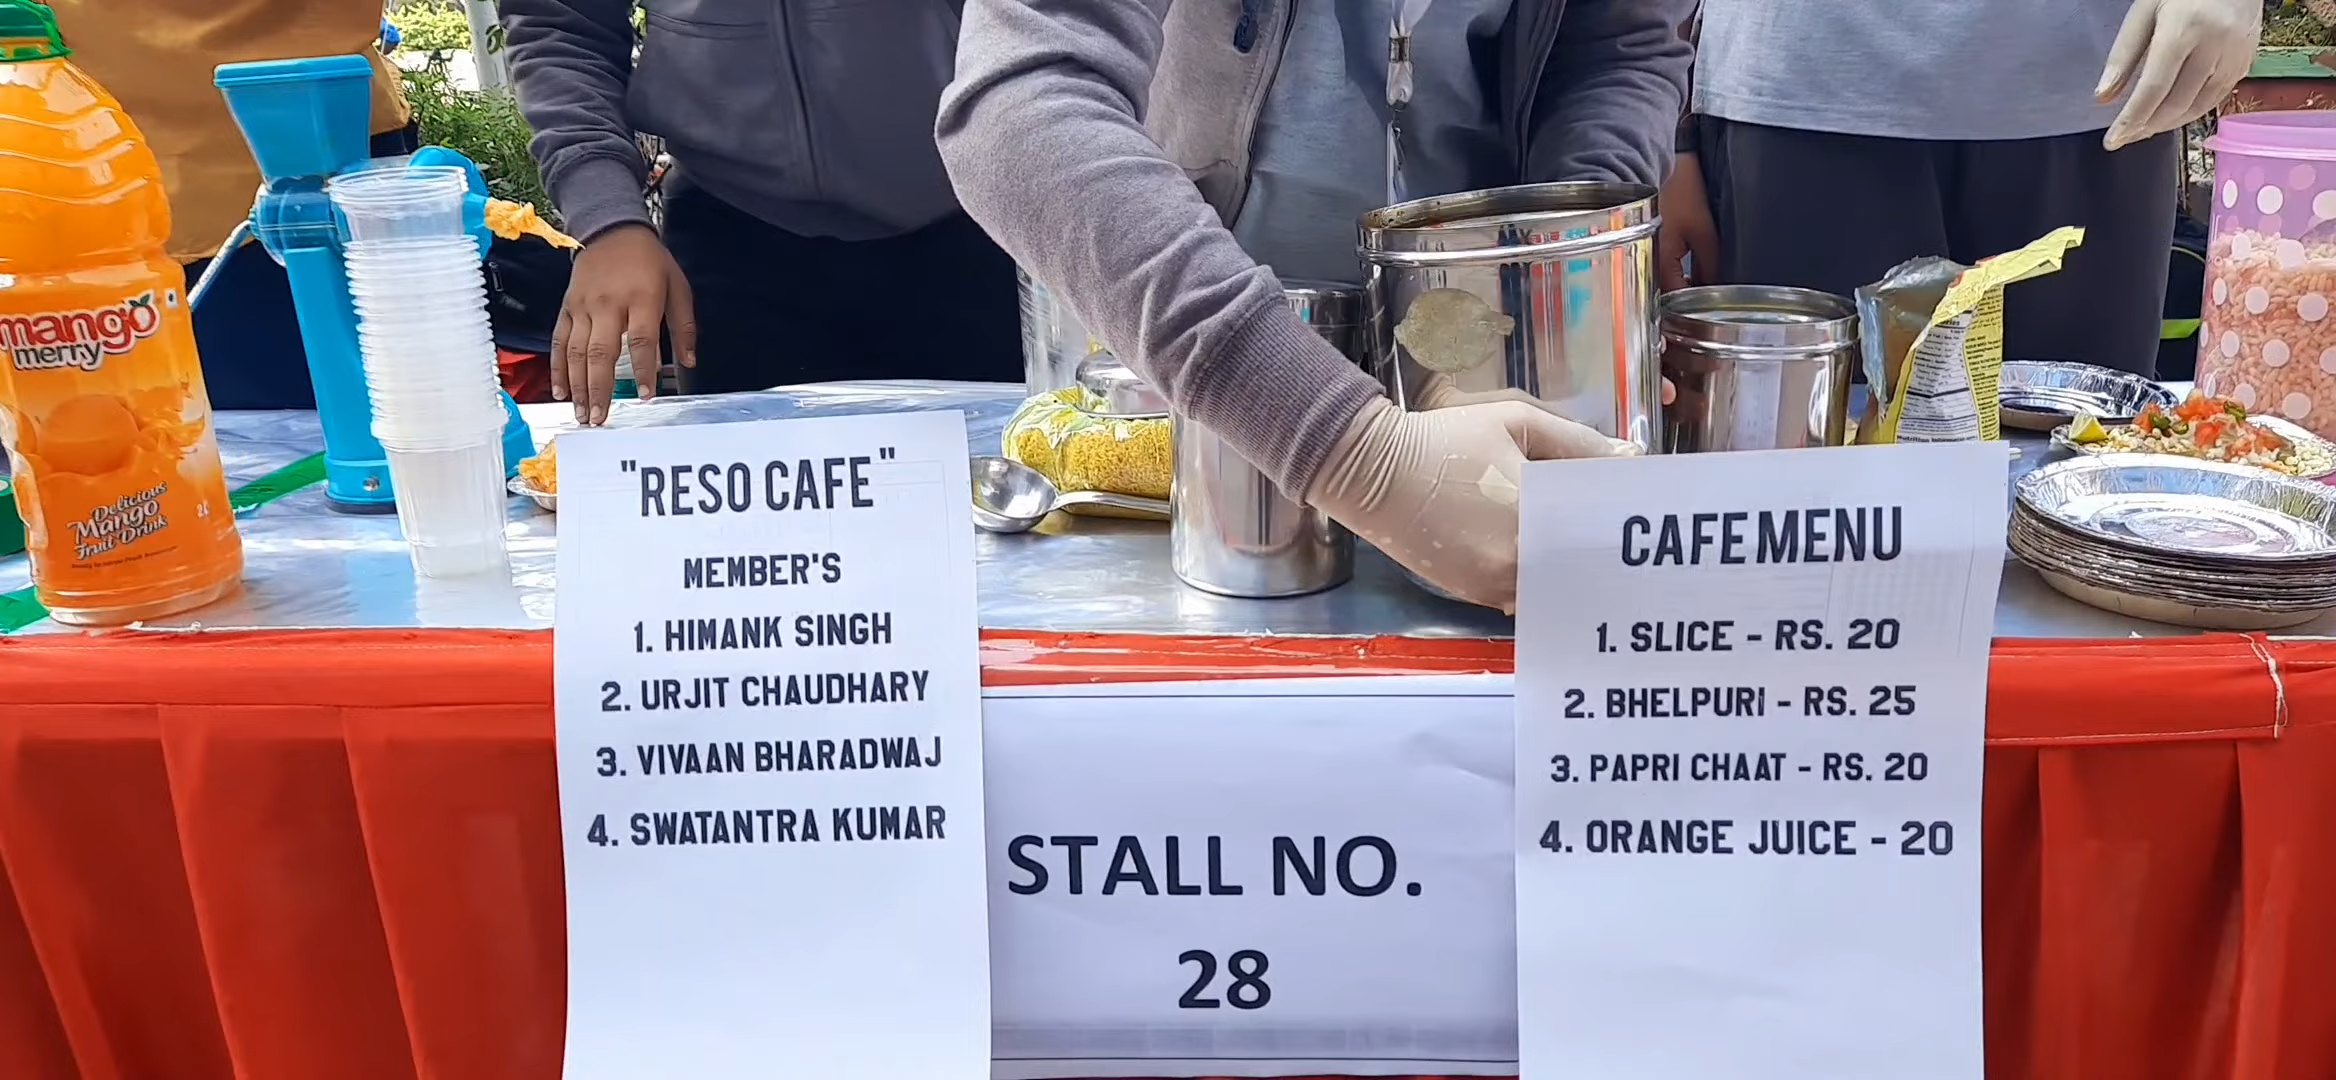 mango
merry
Delicious
Mango
Fruit Drink
"RESO CAFE"
MEMBER'S
1. HIMANK SINGH
2. URJIT CHAUDHARY
3. VIVAAN BHARADWAJ
4. SWATANTRA KUMAR
STALL NO.
28
CAFE MENU
1. SLICE - RS. 20
2. BHELPURI - RS. 25
3. PAPRI CHAAT - RS. 20
4. ORANGE JUICE - 20